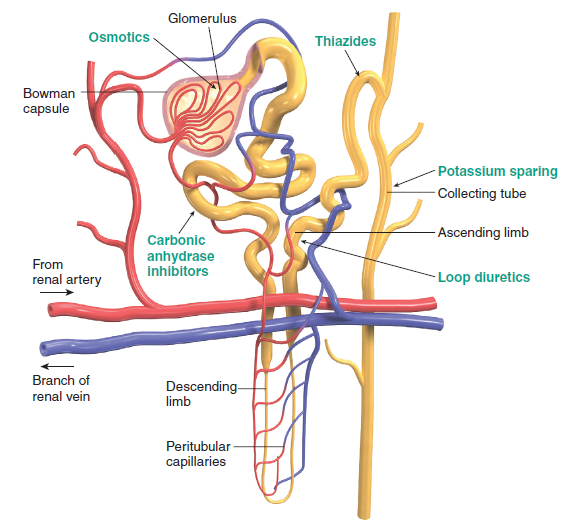 Glomerulus
Osmotics
Thiazides
Bowman
capsule
Potassium sparing
Collecting tube
Ascending limb
Carbonic
anhydrase
inhibitors
From
renal artery
Loop diuretics
Branch of
renal vein
Descending
limb
Peritubular
capillaries